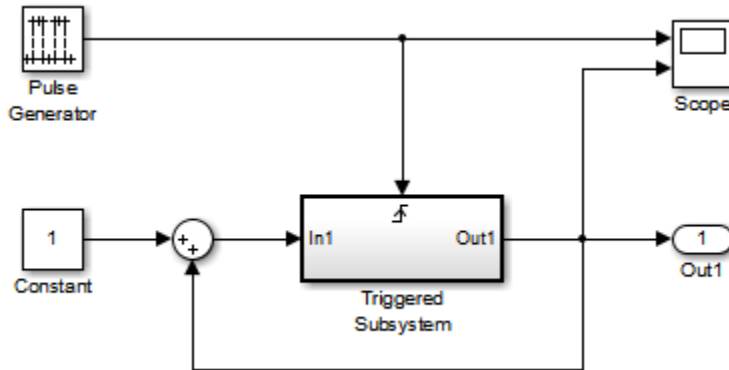 Pulse
Generator
Scope
1
Constant
+
+
In1
Out1
Triggered
Subsystem
1
Out1